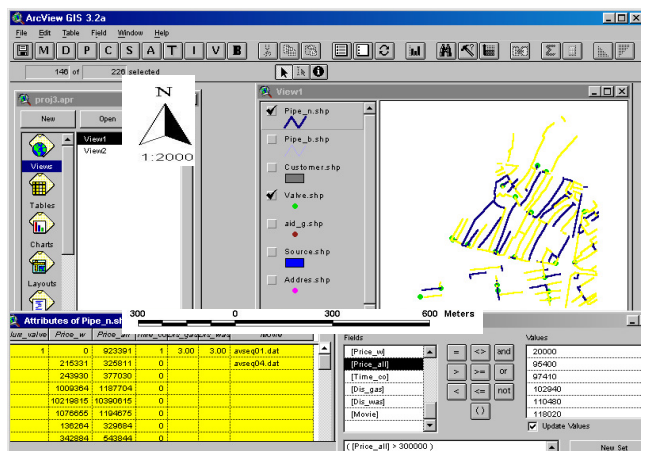 ArcView GIS 3.2a
File Edit Table Field Window Help
M D P C S A T I V B
146 of 226 selected
proj3.apr
New Open
View1
View2
Views
Tables
Charts
Layouts
N
1:2000
View1
Pipe_n.shp
Pipe_b.shp
Customer.shp
Valve.shp
aid_g.shp
Source.shp
Addres.shp
300 0 300 600 Meters
Attributes of Pipe_n.sh
Price_w Price_all
1 0 923391 1 3.00 3.00 avseq01.dat
215331 325811 0 avseq04.dat
243930 377030 0
1009364 1187704 0
10219815 10390615 0
1076655 1194675 0
136264 329684 0
342884 543844 0
Fields Values
[Price_w]
[Price_all]
[Time_co]
[Dis_gas]
[Dis_was]
[Movie]
= <> and
> >= or
< <= not
()
20000
95400
97410
102940
110480
118020
Update Values
( [Price_all] > 300000 )
New Set